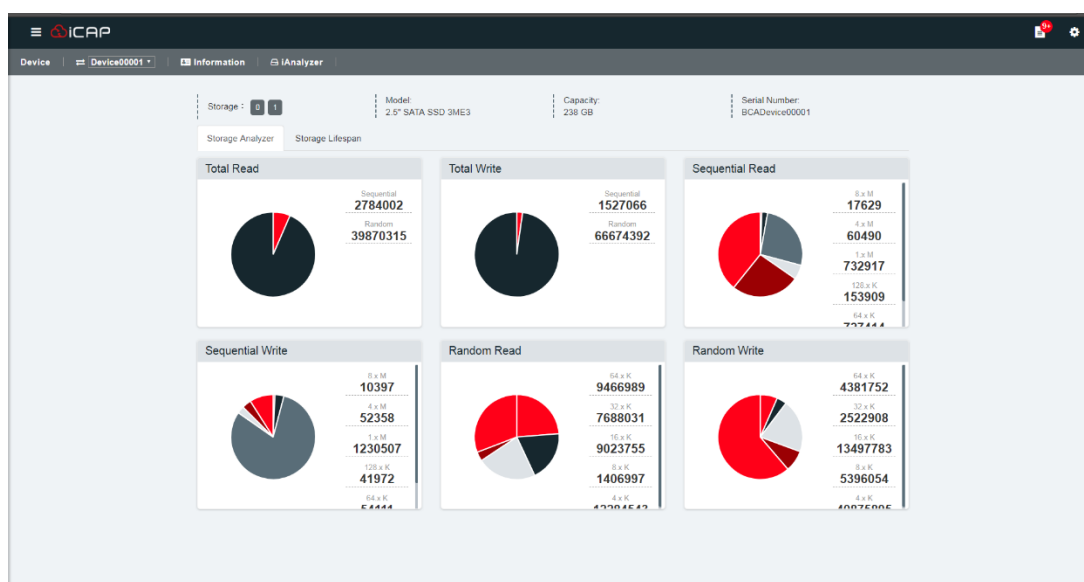 iCAP
9+
Device
Device00001
Information
iAnalyzer
Storage : 0 1
Model:
2.5" SATA SSD 3ME3
Capacity:
238 GB
Serial Number:
BCADevice00001
Storage Analyzer
Storage Lifespan
Total Read
Sequential
2784002
Random
39870315
Total Write
Sequential
1527066
Random
66674392
Sequential Read
8 x M
17629
4 x M
60490
1 x M
732917
128 x K
153909
64 x K
Sequential Write
8 x M
10397
4 x M
52358
1 x M
1230507
128 x K
41972
64 x K
Random Read
64 x K
9466989
32 x K
7688031
16 x K
9023755
8 x K
1406997
4 x K
Random Write
64 x K
4381752
32 x K
2522908
16 x K
13497783
8 x K
5396054
4 x K